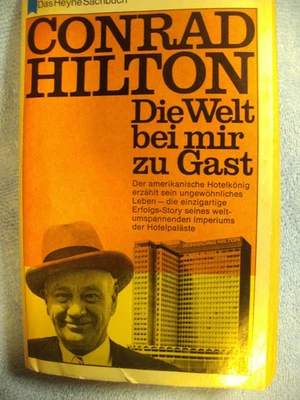 Das Heyne Sachbuch
CONRAD
HILTON
Die Welt
bei mir
zu Gast
Der amerikanische Hotelkönig
erzählt sein ungewöhnliches
Leben – die einzigartige
Erfolgs-Story seines welt-
umspannenden Imperiums
der Hotelpaläste